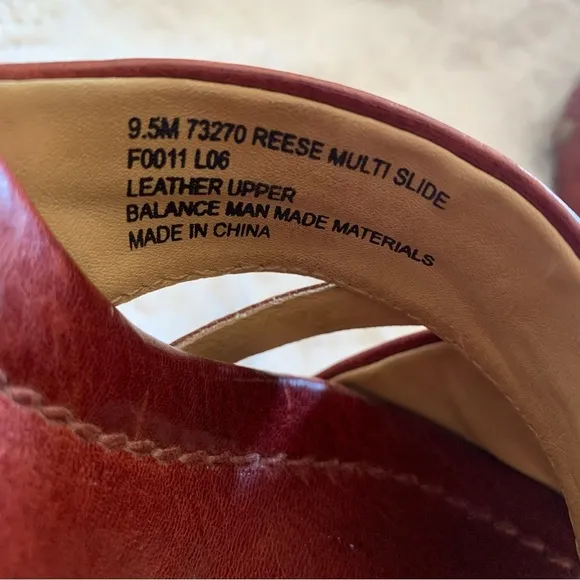 9.5M 73270 REESE MULTI SLIDE
F0011 L06
LEATHER UPPER
BALANCE MAN MADE MATERIALS
MADE IN CHINA